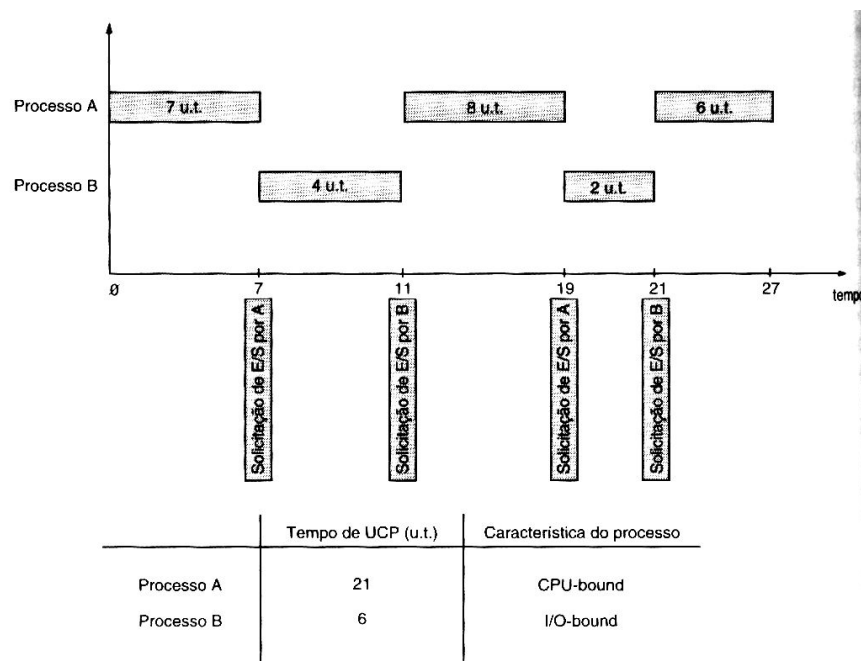 Processo A
7 u.t.
8 u.t.
6 u.t.
Processo B
4 u.t.
2 u.t.
Ø
7
11
19
21
27
tempo
Solicitação de E/S por A
Solicitação de E/S por B
Solicitação de E/S por A
Solicitação de E/S por B
Tempo de UCP (u.t.)
Característica do processo
Processo A
21
CPU-bound
Processo B
6
I/O-bound